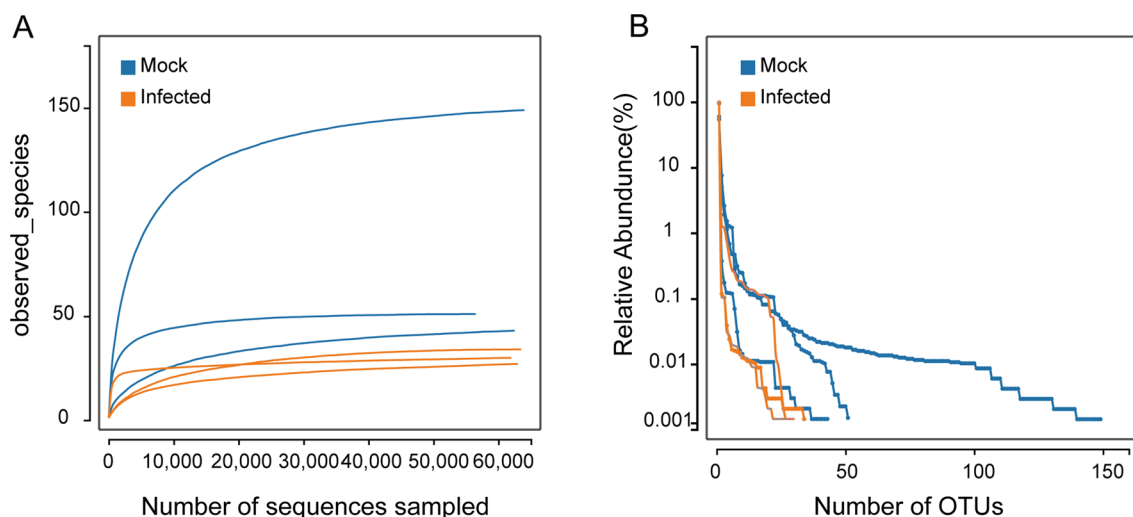 A
Mock
Infected
observed_species
150
100
50
0
0
10,000
20,000
30,000
40,000
50,000
60,000
Number of sequences sampled
B
Mock
Infected
Relative Abundunce(%)
100
10
1
0.1
0.01
0.001
0
50
100
150
Number of OTUs